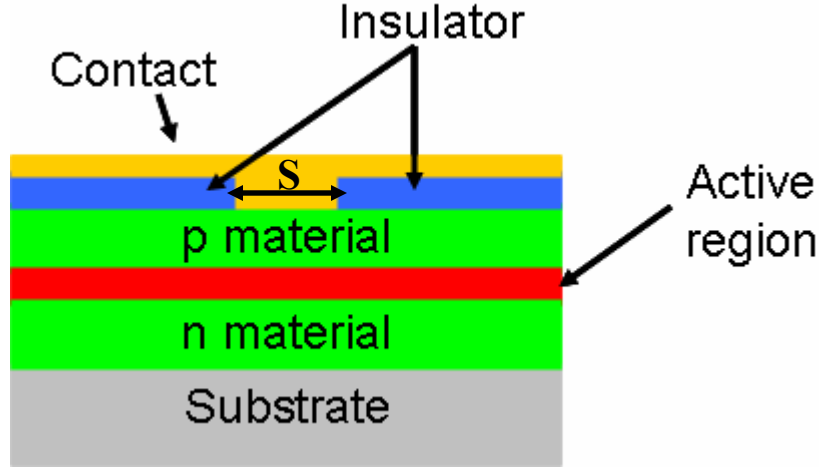 Insulator
Contact
S
Active
region
p material
n material
Substrate